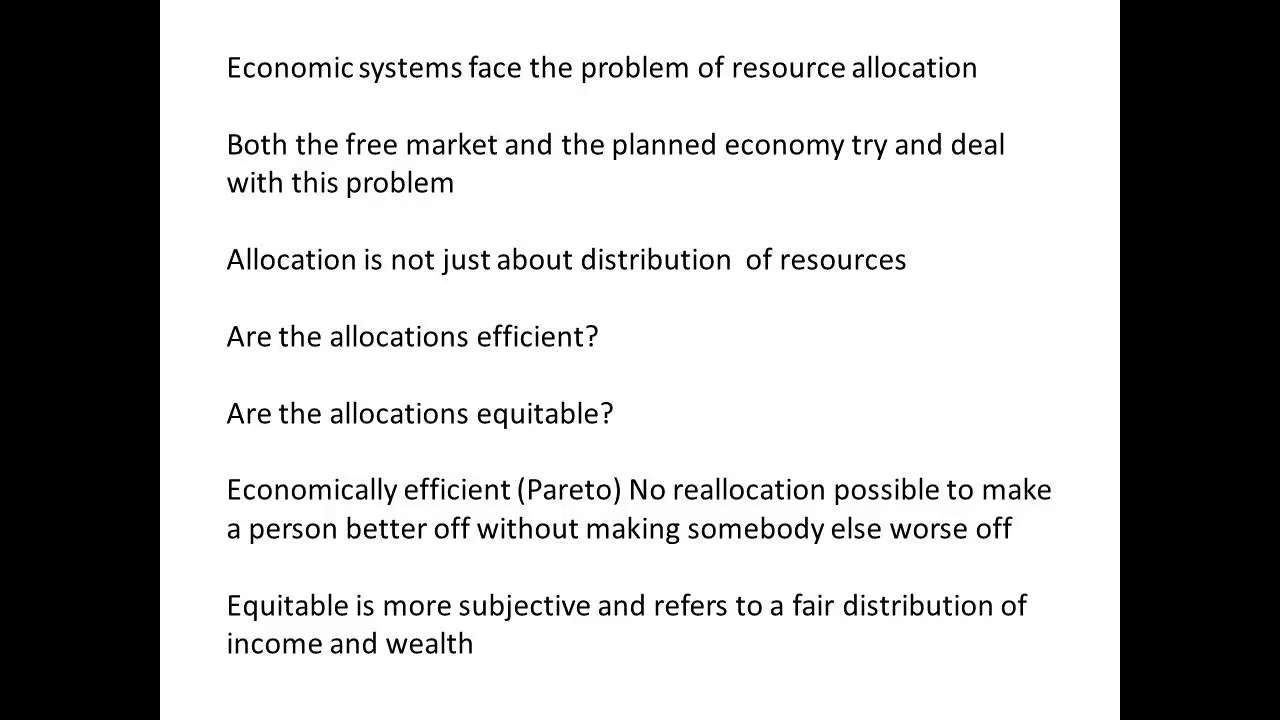 Economic systems face the problem of resource allocation
Both the free market and the planned economy try and deal
with this problem
Allocation is not just about distribution  of resources
Are the allocations efficient?
Are the allocations equitable?
Economically efficient (Pareto) No reallocation possible to make
a person better off without making somebody else worse off
Equitable is more subjective and refers to a fair distribution of
income and wealth